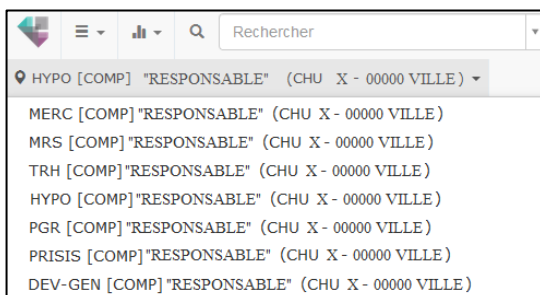 Rechercher
HYPO [COMP] "RESPONSABLE" (CHU X - 00000 VILLE)
MERC [COMP] "RESPONSABLE" (CHU X - 00000 VILLE)
MRS [COMP] "RESPONSABLE" (CHU X - 00000 VILLE)
TRH [COMP] "RESPONSABLE" (CHU X - 00000 VILLE)
HYPO [COMP] "RESPONSABLE" (CHU X - 00000 VILLE)
PGR [COMP] "RESPONSABLE" (CHU X - 00000 VILLE)
PRISIS [COMP] "RESPONSABLE" (CHU X - 00000 VILLE)
DEV-GEN [COMP] "RESPONSABLE" (CHU X - 00000 VILLE)